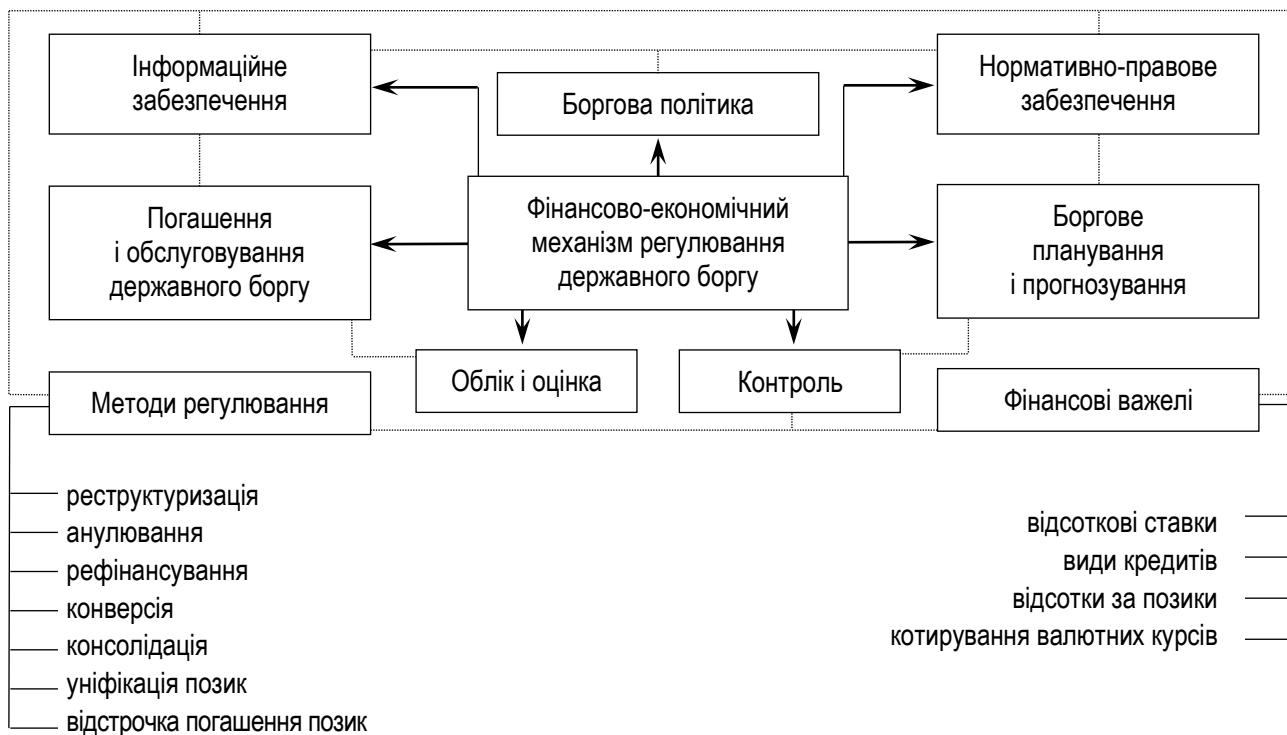 Інформаційне
забезпечення
Боргова політика
Нормативно-правове
забезпечення
Погашення
і обслуговування
державного боргу
Фінансово-економічний
механізм регулювання
державного боргу
Боргове
планування
і прогнозування
Облік і оцінка
Контроль
Методи регулювання
Фінансові важелі
реструктуризація
анулювання
рефінансування
конверсія
консолідація
уніфікація позик
відстрочка погашення позик
відсоткові ставки
види кредитів
відсотки за позики
котирування валютних курсів